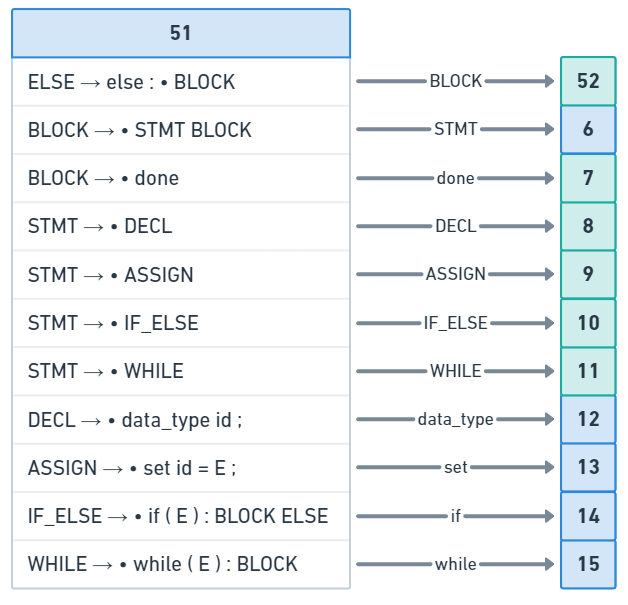 51
ELSE → else : • BLOCK BLOCK 52
BLOCK → • STMT BLOCK STMT 6
BLOCK → • done done 7
STMT → • DECL DECL 8
STMT → • ASSIGN ASSIGN 9
STMT → • IF_ELSE IF_ELSE 10
STMT → • WHILE WHILE 11
DECL → • data_type id ; data_type 12
ASSIGN → • set id = E ; set 13
IF_ELSE → • if ( E ) : BLOCK ELSE if 14
WHILE → • while ( E ) : BLOCK while 15